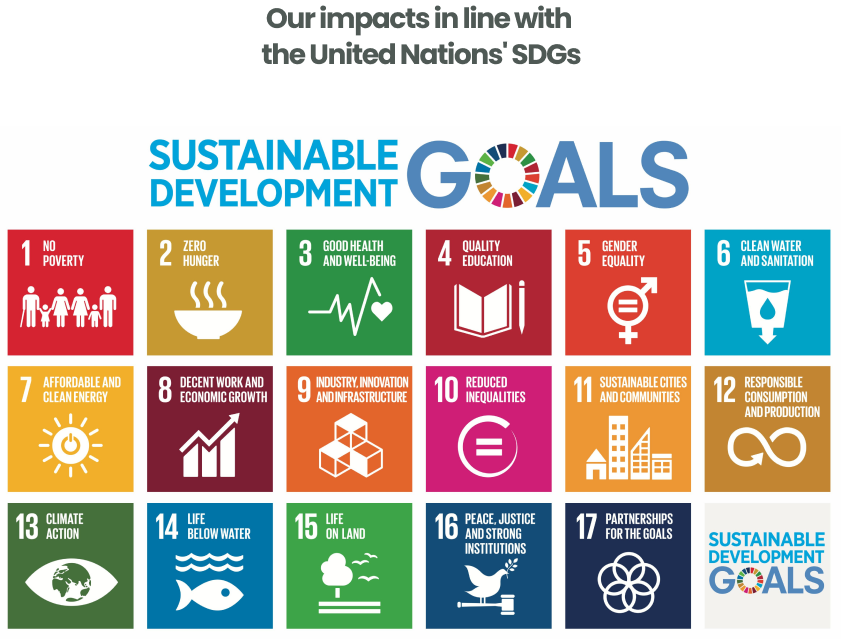 Our impacts in line with
the United Nations' SDGs
SUSTAINABLE
DEVELOPMENT
GOALS
1 NO
POVERTY
2 ZERO
HUNGER
3 GOOD HEALTH
AND WELL-BEING
4 QUALITY
EDUCATION
5 GENDER
EQUALITY
6 CLEAN WATER
AND SANITATION
7 AFFORDABLE AND
CLEAN ENERGY
8 DECENT WORK AND
ECONOMIC GROWTH
9 INDUSTRY, INNOVATION
AND INFRASTRUCTURE
10 REDUCED
INEQUALITIES
11 SUSTAINABLE CITIES
AND COMMUNITIES
12 RESPONSIBLE
CONSUMPTION
AND PRODUCTION
13 CLIMATE
ACTION
14 LIFE
BELOW WATER
15 LIFE
ON LAND
16 PEACE, JUSTICE
AND STRONG
INSTITUTIONS
17 PARTNERSHIPS
FOR THE GOALS
SUSTAINABLE
DEVELOPMENT
GOALS